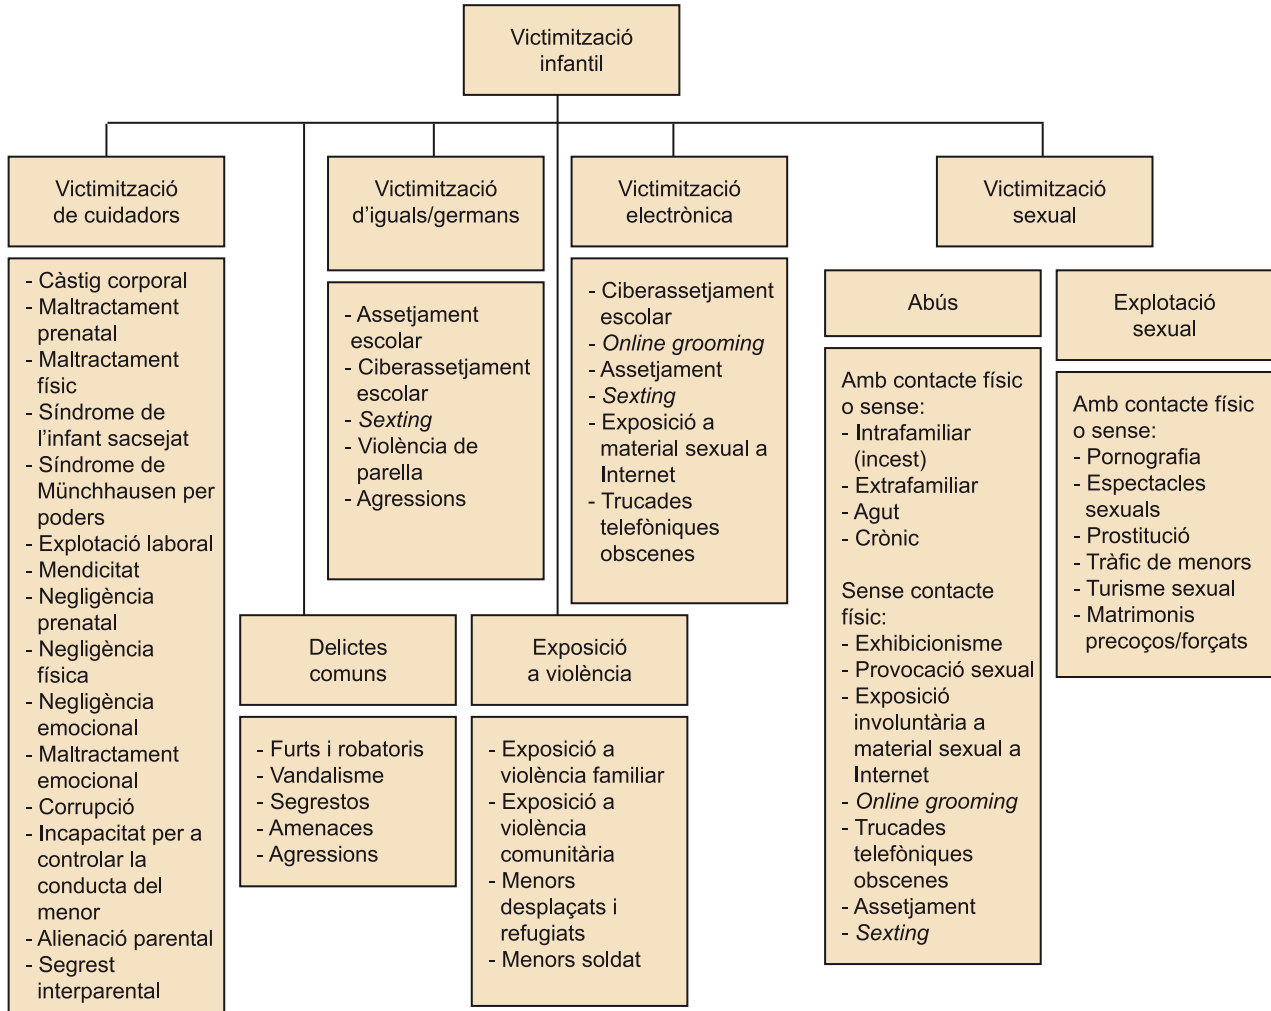 Victimització
infantil
Victimització
de cuidadors
- Càstig corporal
- Maltractament
prenatal
- Maltractament
físic
- Síndrome de
l'infant sacsejat
- Síndrome de
Münchhausen per
poders
- Explotació laboral
- Mendicitat
- Negligència
prenatal
- Negligència
física
- Negligència
emocional
- Maltractament
emocional
- Corrupció
- Incapacitat per a
controlar la
conducta del
menor
- Alienació parental
- Segrest
interparental
Delictes
comuns
- Furts i robatoris
- Vandalisme
- Segrestos
- Amenaces
- Agressions
Victimització
d'iguals/germans
- Assetjament
escolar
- Ciberassetjament
escolar
- Sexting
- Violència de
parella
- Agressions
Exposició
a violència
- Exposició a
violència familiar
- Exposició a
violència
comunitària
- Menors
desplaçats i
refugiats
- Menors soldat
Victimització
electrònica
- Ciberassetjament
escolar
- Online grooming
- Assetjament
- Sexting
- Exposició a
material sexual a
Internet
- Trucades
telefòniques
obscenes
Victimització
sexual
Abús
Amb contacte físic
o sense:
- Intrafamiliar
(incest)
- Extrafamiliar
- Agut
- Crònic
Sense contacte
físic:
- Exhibicionisme
- Provocació sexual
- Exposició
involuntària a
material sexual a
Internet
- Online grooming
- Trucades
telefòniques
obscenes
- Assetjament
- Sexting
Explotació
sexual
Amb contacte físic
o sense:
- Pornografia
- Espectacles
sexuals
- Prostitució
- Tràfic de menors
- Turisme sexual
- Matrimonis
precoços/forçats